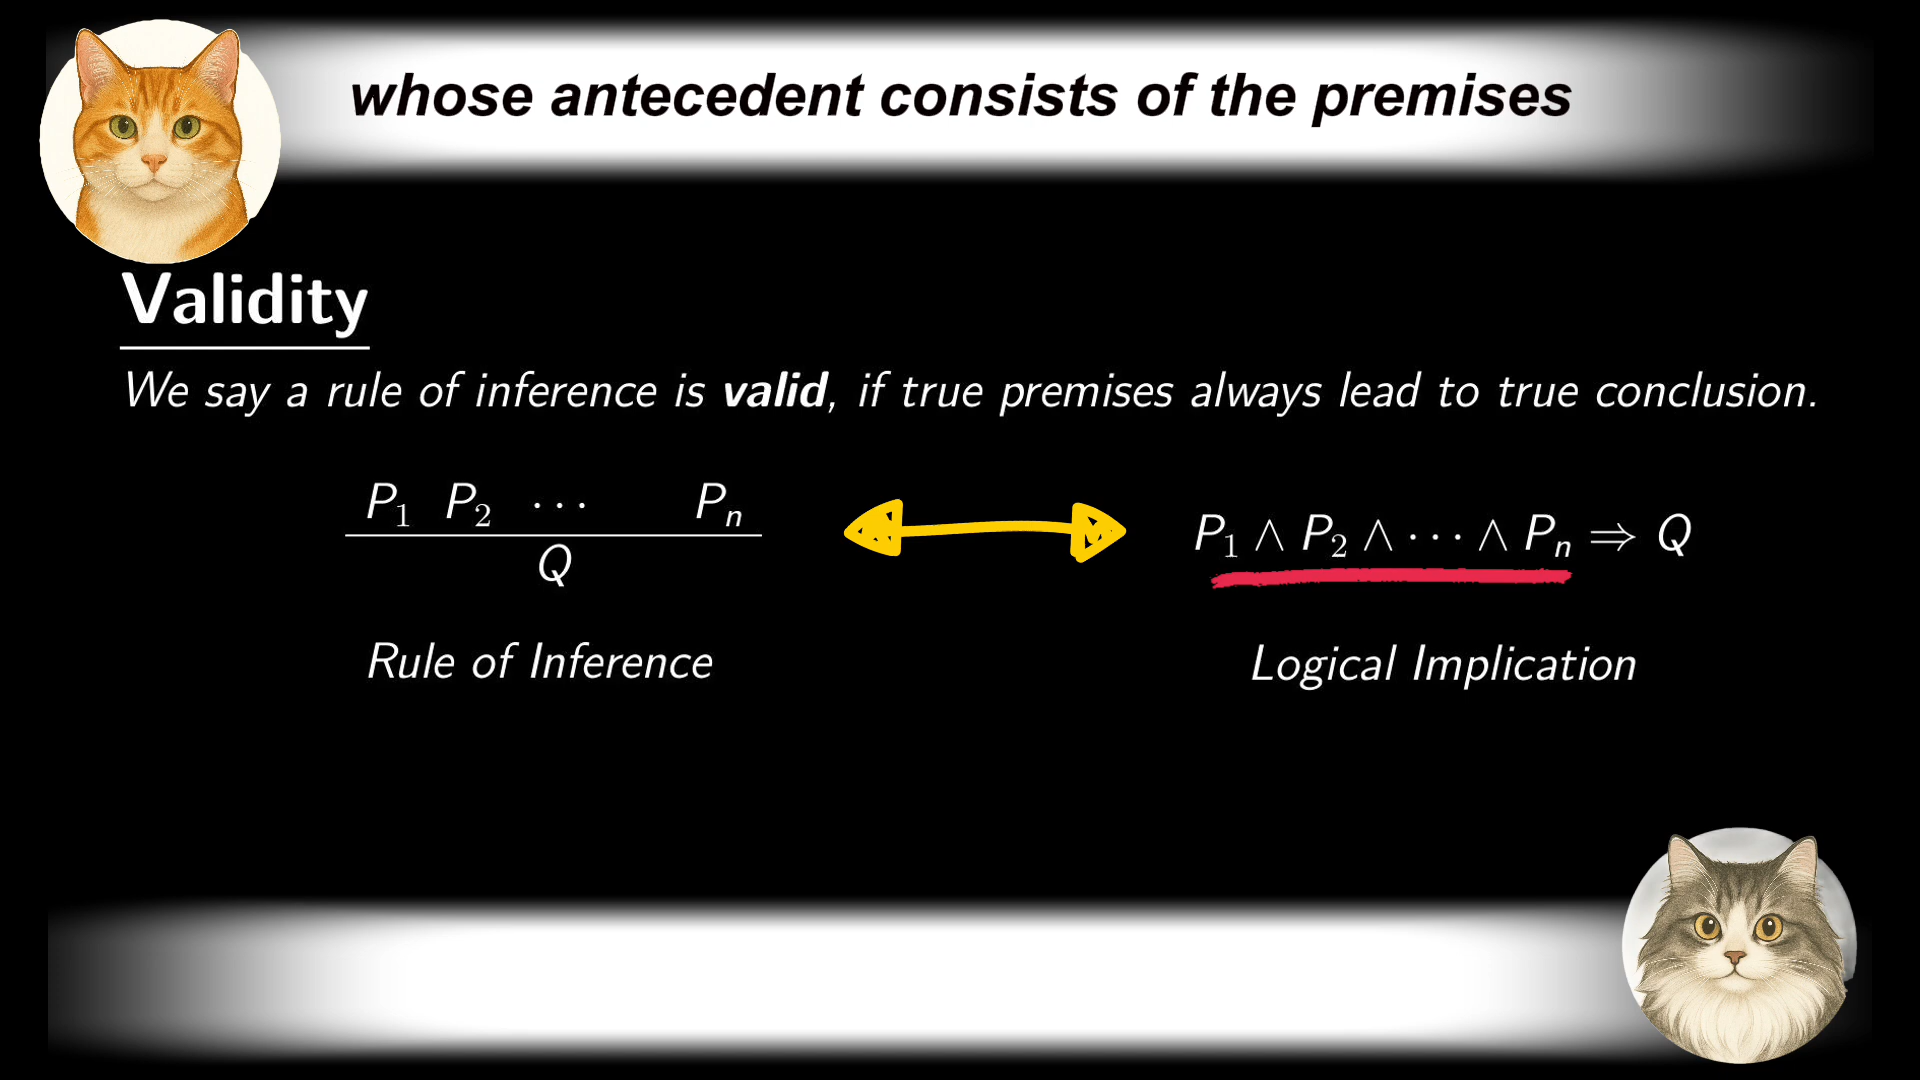 whose antecedent consists of the premises
Validity
We say a rule of inference is valid, if true premises always lead to true conclusion.
P₁ P₂ ⋯ Pₙ
Q
P₁ ∧ P₂ ∧ ⋯ ∧ Pₙ ⇒ Q
Rule of Inference
Logical Implication